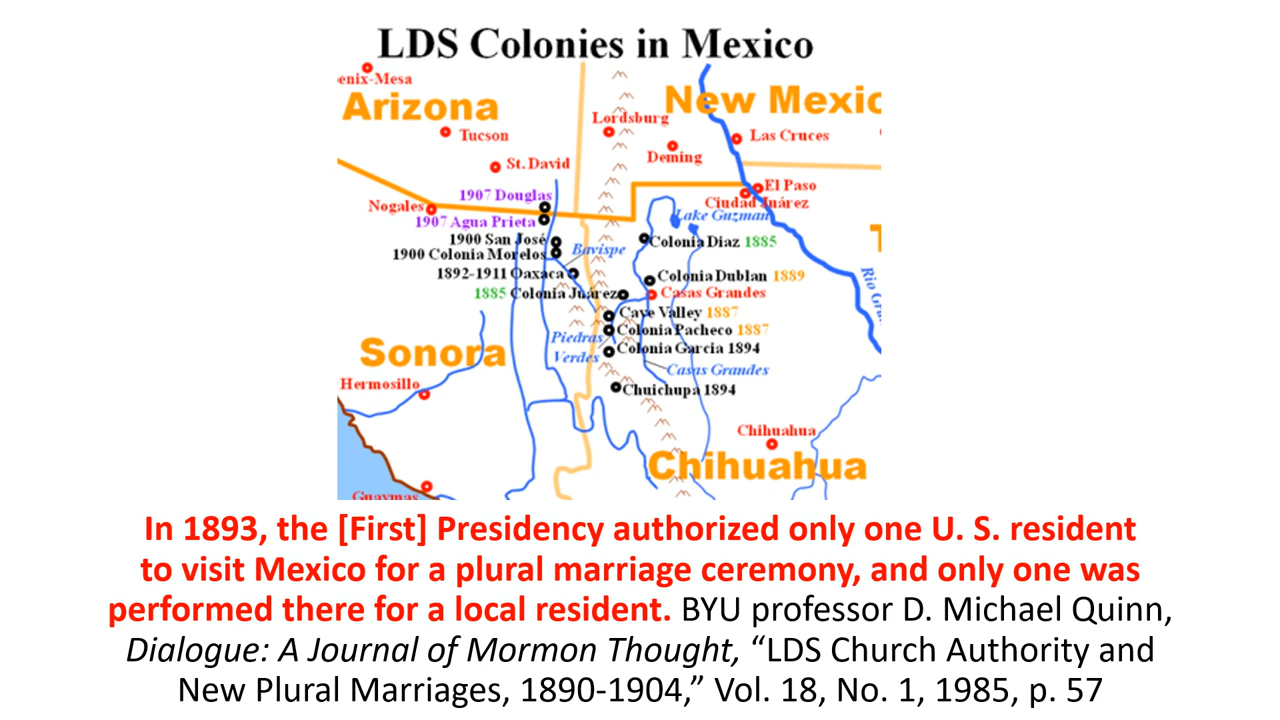 LDS Colonies in Mexico
enix-Mesa
Arizona
New Mexic
Lordsburg
Tucson
Las Cruces
Deming
St. David
El Paso
1907 Douglas
Ciudad Juárez
Nogales
Lake Guzman
1907 Agua Prieta
1900 San José
Colonia Diaz 1885
Bavispe
1900 Colonia Morelos
1892-1911 Oaxaca
Colonia Dublan 1889
1885 Colonia Juárez
Casas Grandes
Rio Gr
Cave Valley 1887
Colonia Pacheco 1887
Piedras
Verdes
Colonia Garcia 1894
Sonora
Casas Grandes
Hermosillo
Chuichupa 1894
Chihuahua
Chihuahua
Guaymas
In 1893, the [First] Presidency authorized only one U. S. resident
to visit Mexico for a plural marriage ceremony, and only one was
performed there for a local resident. BYU professor D. Michael Quinn,
Dialogue: A Journal of Mormon Thought, “LDS Church Authority and
New Plural Marriages, 1890-1904,” Vol. 18, No. 1, 1985, p. 57